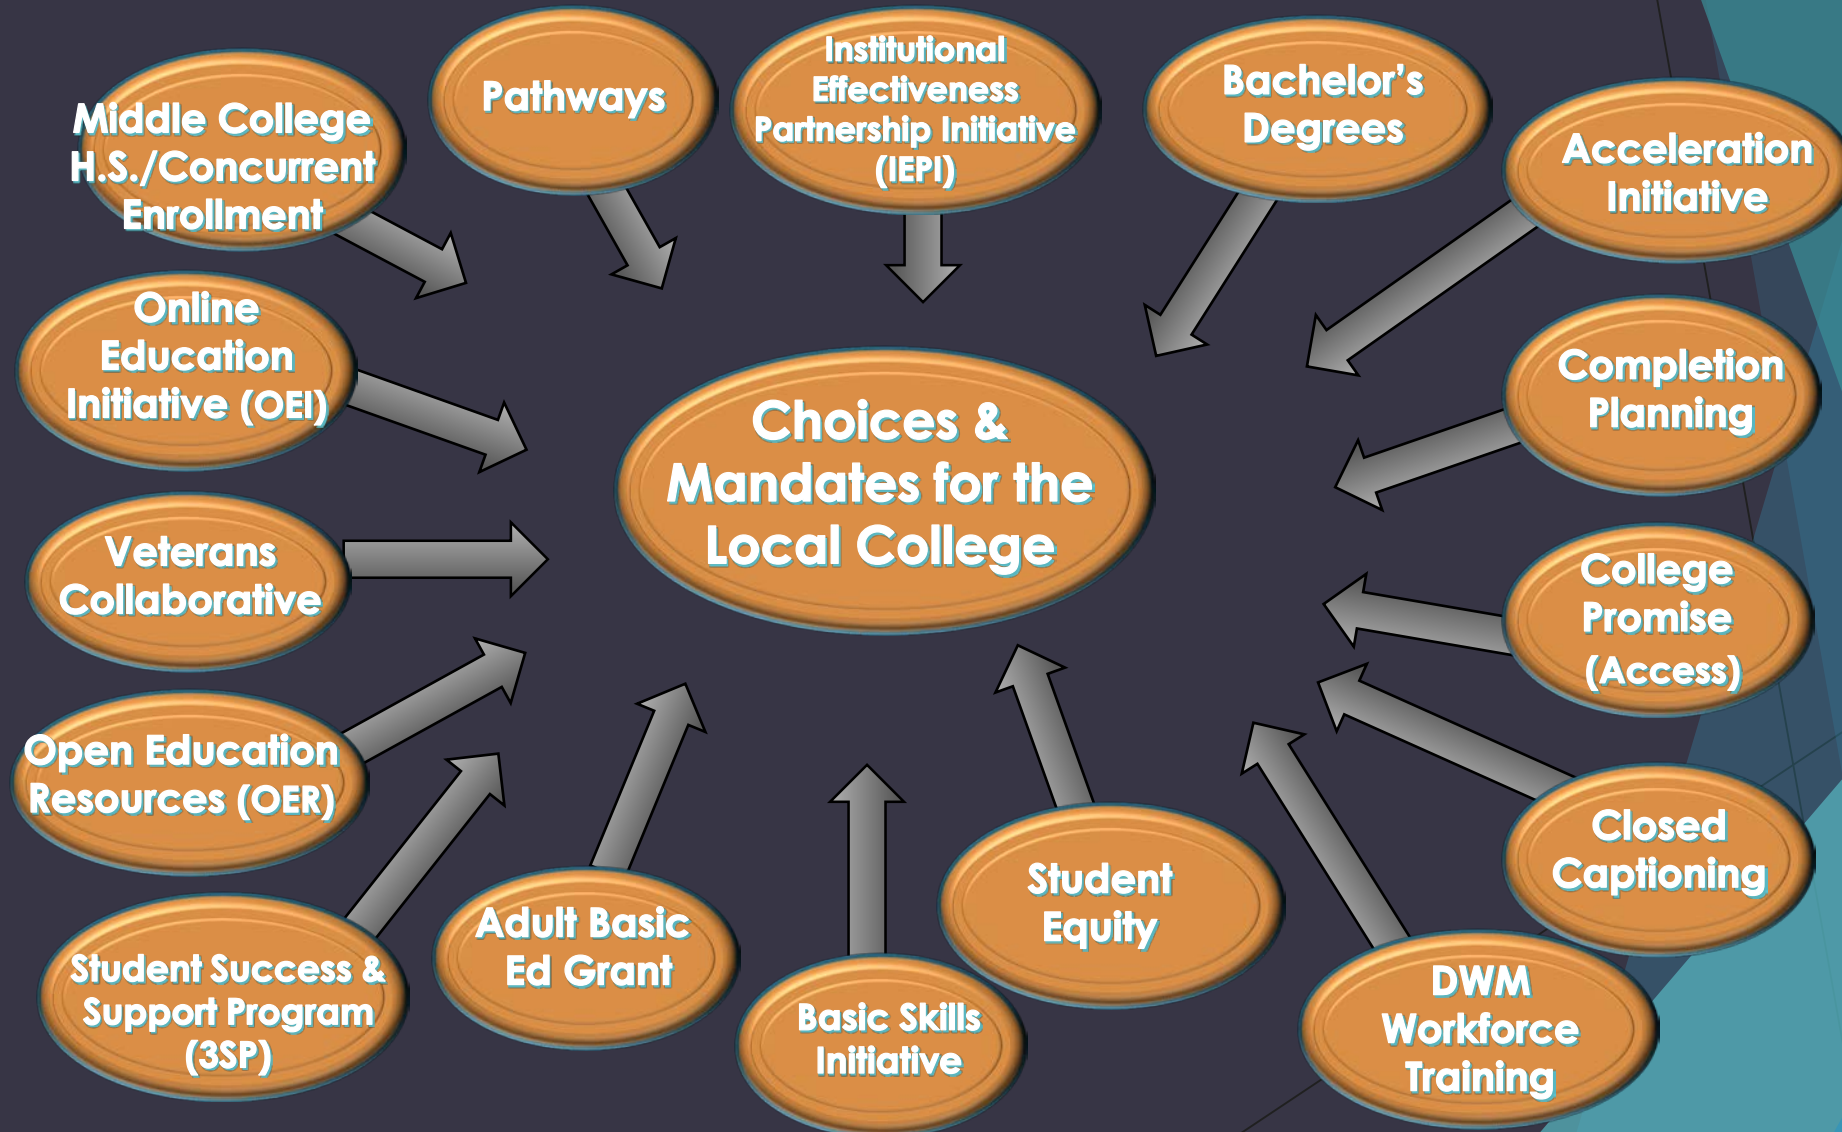 Middle College
H.S./Concurrent
Enrollment
Pathways
Institutional
Effectiveness
Partnership Initiative
(IEPI)
Bachelor's
Degrees
Acceleration
Initiative
Online
Education
Initiative (OEI)
Choices &
Mandates for the
Local College
Completion
Planning
Veterans
Collaborative
College
Promise
(Access)
Open Education
Resources (OER)
Closed
Captioning
Student Success &
Support Program
(3SP)
Adult Basic
Ed Grant
Basic Skills
Initiative
Student
Equity
DWM
Workforce
Training